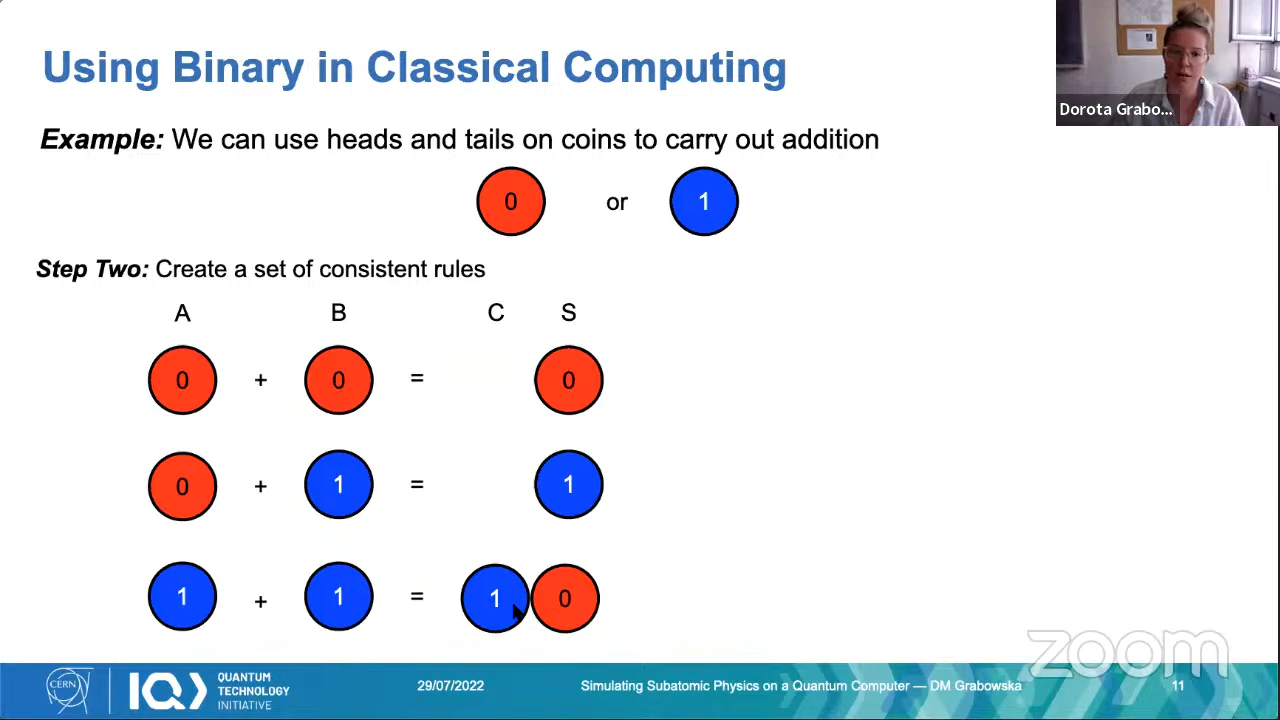 Using Binary in Classical Computing
Dorota Grabo...
Example: We can use heads and tails on coins to carry out addition
0 or 1
Step Two: Create a set of consistent rules
A B C S
0 + 0 = 0
0 + 1 = 1
1 + 1 = 1 0
zoom
CERN
IQ
QUANTUM
TECHNOLOGY
INITIATIVE
29/07/2022
Simulating Subatomic Physics on a Quantum Computer — DM Grabowska
11